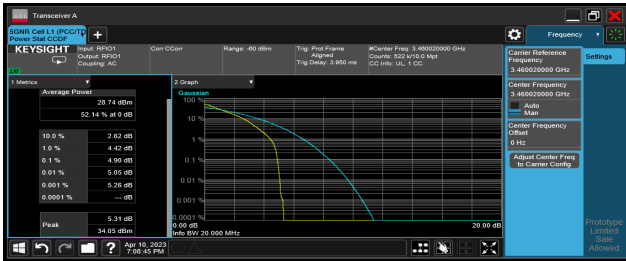 Transceiver A
5GNR Cell L1 (PCC/TD
Power Stat CCDF
Frequency
KEYSIGHT
Input: RFIO1
Output: RFIO1
Coupling: AC
Corr CCorr
Range: -60 dBm
Trig: Prot Frame
Aligned
Trig Delay: 3.950 ms
#Center Freq: 3.460020000 GHz
Counts: 522 k/10.0 Mpt
CC Info: UL, 1 CC
1 Metrics
Average Power
28.74 dBm
52.14 % at 0 dB
10.0 % 2.62 dB
1.0 % 4.42 dB
0.1 % 4.90 dB
0.01 % 5.05 dB
0.001 % 5.26 dB
0.0001 % --- dB
Peak
5.31 dB
34.05 dBm
2 Graph
Gaussian
100 %
10 %
1 %
0.1 %
0.01 %
0.001 %
0.0001 %
0.00 dB
20.00 dB
Info BW 20.000 MHz
Carrier Reference
Frequency
3.460020000 GHz
Center Frequency
3.460020000 GHz
Auto
Man
Center Frequency
Offset
0 Hz
Adjust Center Freq
to Carrier Config
Settings
Prototype
Limited
Sale
Allowed
?
Apr 10, 2023
7:08:45 PM